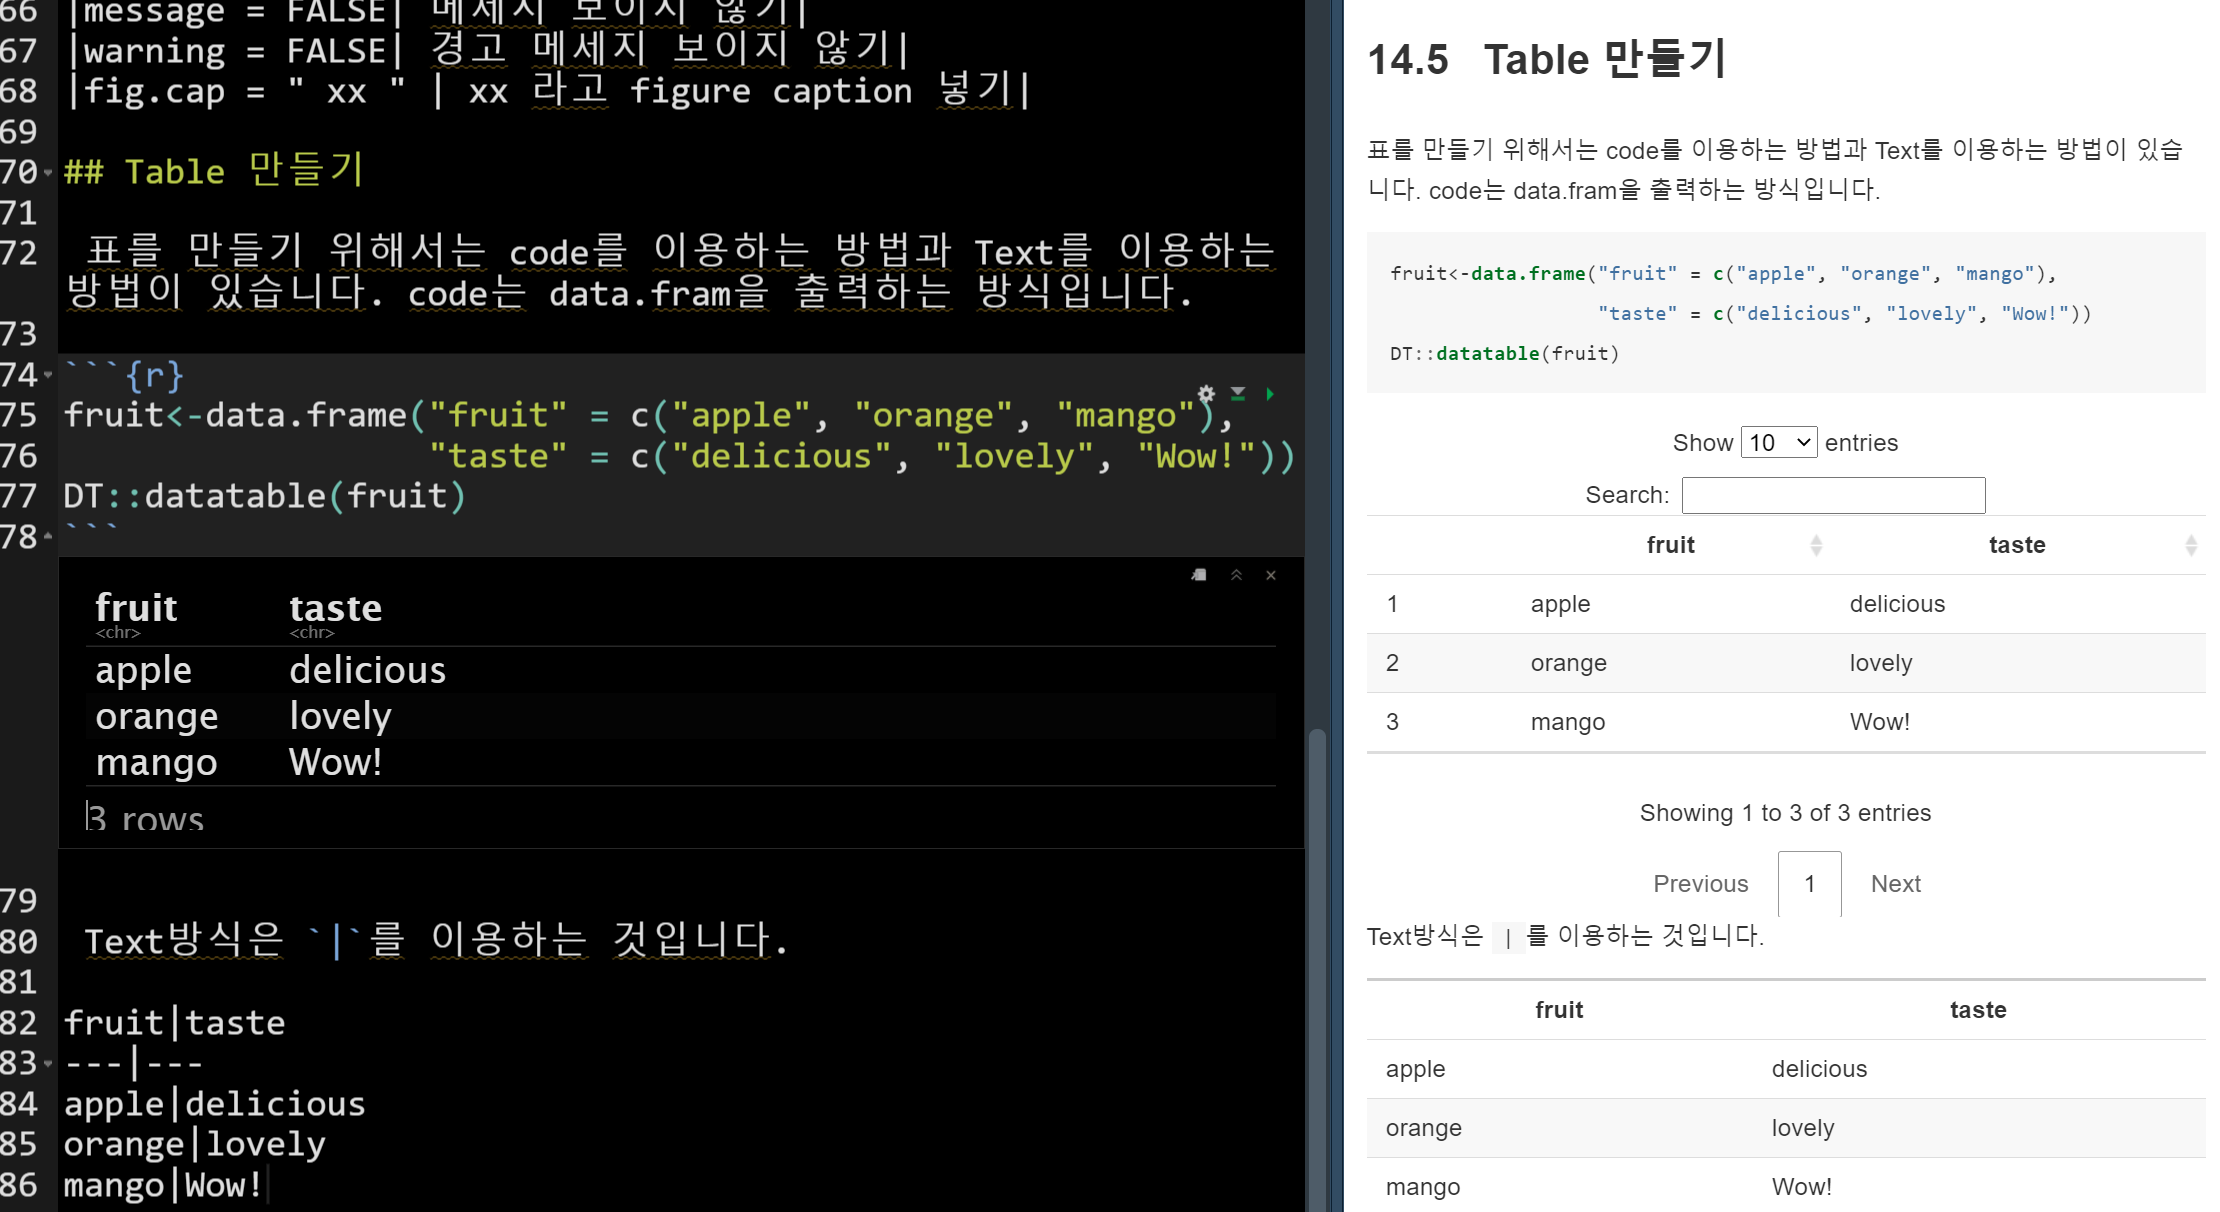 66 |message = FALSE| 메세지 보이지 않기|
67 |warning = FALSE| 경고 메세지 보이지 않기|
68 |fig.cap = " xx " | xx 라고 figure caption 넣기|
69
70 ## Table 만들기
71
72 표를 만들기 위해서는 code를 이용하는 방법과 Text를 이용하는
방법이 있습니다. code는 data.fram을 출력하는 방식입니다.
73
74 ```{r}
75 fruit<-data.frame("fruit" = c("apple", "orange", "mango"),
76 "taste" = c("delicious", "lovely", "Wow!"))
77 DT::datatable(fruit)
78 ```
fruit taste
<chr> <chr>
apple delicious
orange lovely
mango Wow!
3 rows
79
80 Text방식은 `|`를 이용하는 것입니다.
81
82 fruit|taste
83 ---|---
84 apple|delicious
85 orange|lovely
86 mango|Wow!
14.5 Table 만들기
표를 만들기 위해서는 code를 이용하는 방법과 Text를 이용하는 방법이 있습
니다. code는 data.fram을 출력하는 방식입니다.
fruit<-data.frame("fruit" = c("apple", "orange", "mango"),
"taste" = c("delicious", "lovely", "Wow!"))
DT::datatable(fruit)
Show 10 entries
Search:
fruit taste
1 apple delicious
2 orange lovely
3 mango Wow!
Showing 1 to 3 of 3 entries
Previous 1 Next
Text방식은 | 를 이용하는 것입니다.
fruit taste
apple delicious
orange lovely
mango Wow!